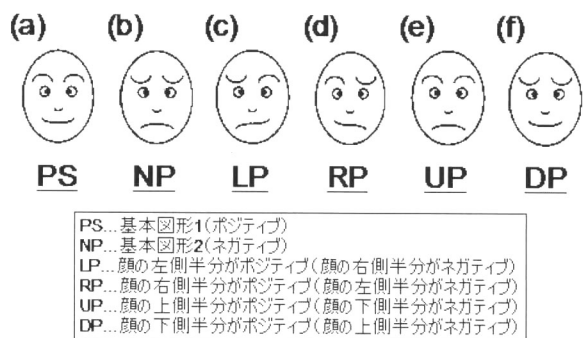 (a) (b) (c) (d) (e) (f)
PS NP LP RP UP DP
PS...基本図形1(ポジティブ)
NP...基本図形2(ネガティブ)
LP...顔の左側半分がポジティブ(顔の右側半分がネガティブ)
RP...顔の右側半分がポジティブ(顔の左側半分がネガティブ)
UP...顔の上側半分がポジティブ(顔の下側半分がネガティブ)
DP...顔の下側半分がポジティブ(顔の上側半分がネガティブ)